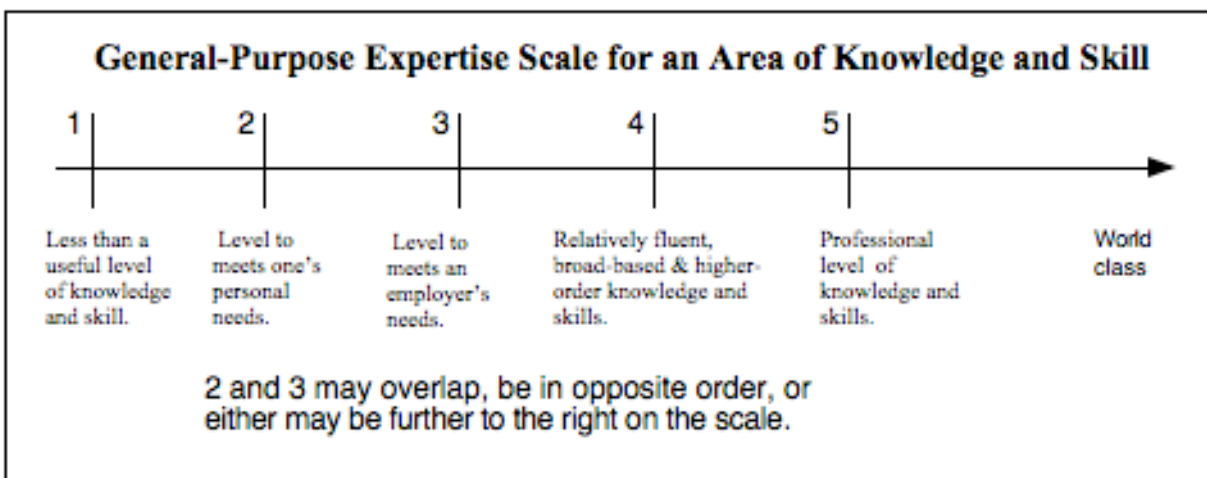 General-Purpose Expertise Scale for an Area of Knowledge and Skill
1
2
3
4
5
Less than a
useful level
of knowledge
and skill.
Level to
meets one's
personal
needs.
Level to
meets an
employer's
needs.
Relatively fluent,
broad-based & higher-
order knowledge and
skills.
Professional
level of
knowledge and
skills.
World
class
2 and 3 may overlap, be in opposite order, or
either may be further to the right on the scale.